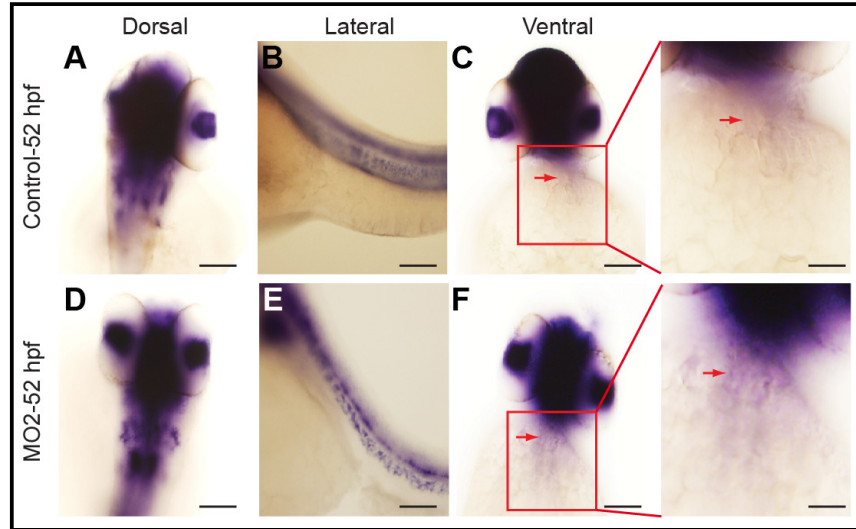 Dorsal Lateral Ventral
Control-52 hpf
A B C
MO2-52 hpf
D E F